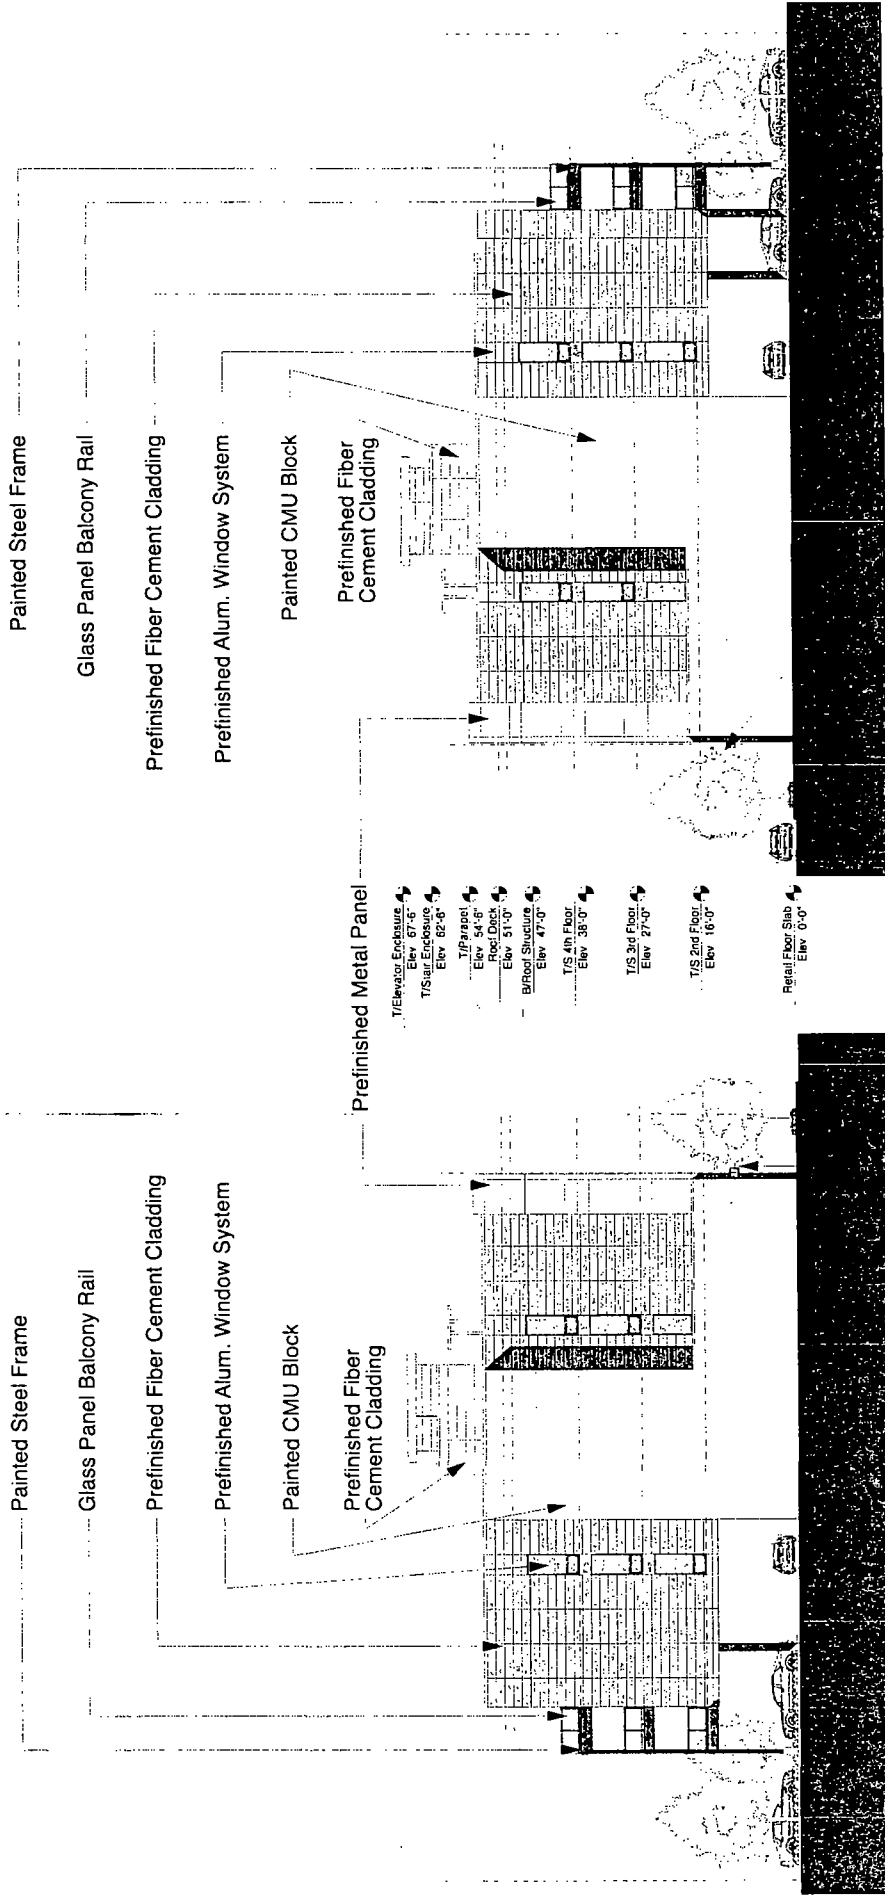 Painted Steel Frame
Glass Panel Balcony Rail
Prefinished Fiber Cement Cladding
Prefinished Alum. Window System
Painted CMU Block
Prefinished Fiber
Cement Cladding
Prefinished Metal Panel
T/Elevator Enclosure
Elev 67'-6"
T/Stair Enclosure
Elev 62'-6"
T/Parapet
Elev 54'-6"
Roof Deck
Elev 51'-0"
B/Roof Structure
Elev 47'-0"
T/S 4th Floor
Elev 38'-0"
T/S 3rd Floor
Elev 27'-0"
T/S 2nd Floor
Elev 16'-0"
Retail Floor Slab
Elev 0'-0"
Painted Steel Frame
Glass Panel Balcony Rail
Prefinished Fiber Cement Cladding
Prefinished Alum. Window System
Painted CMU Block
Prefinished Fiber
Cement Cladding